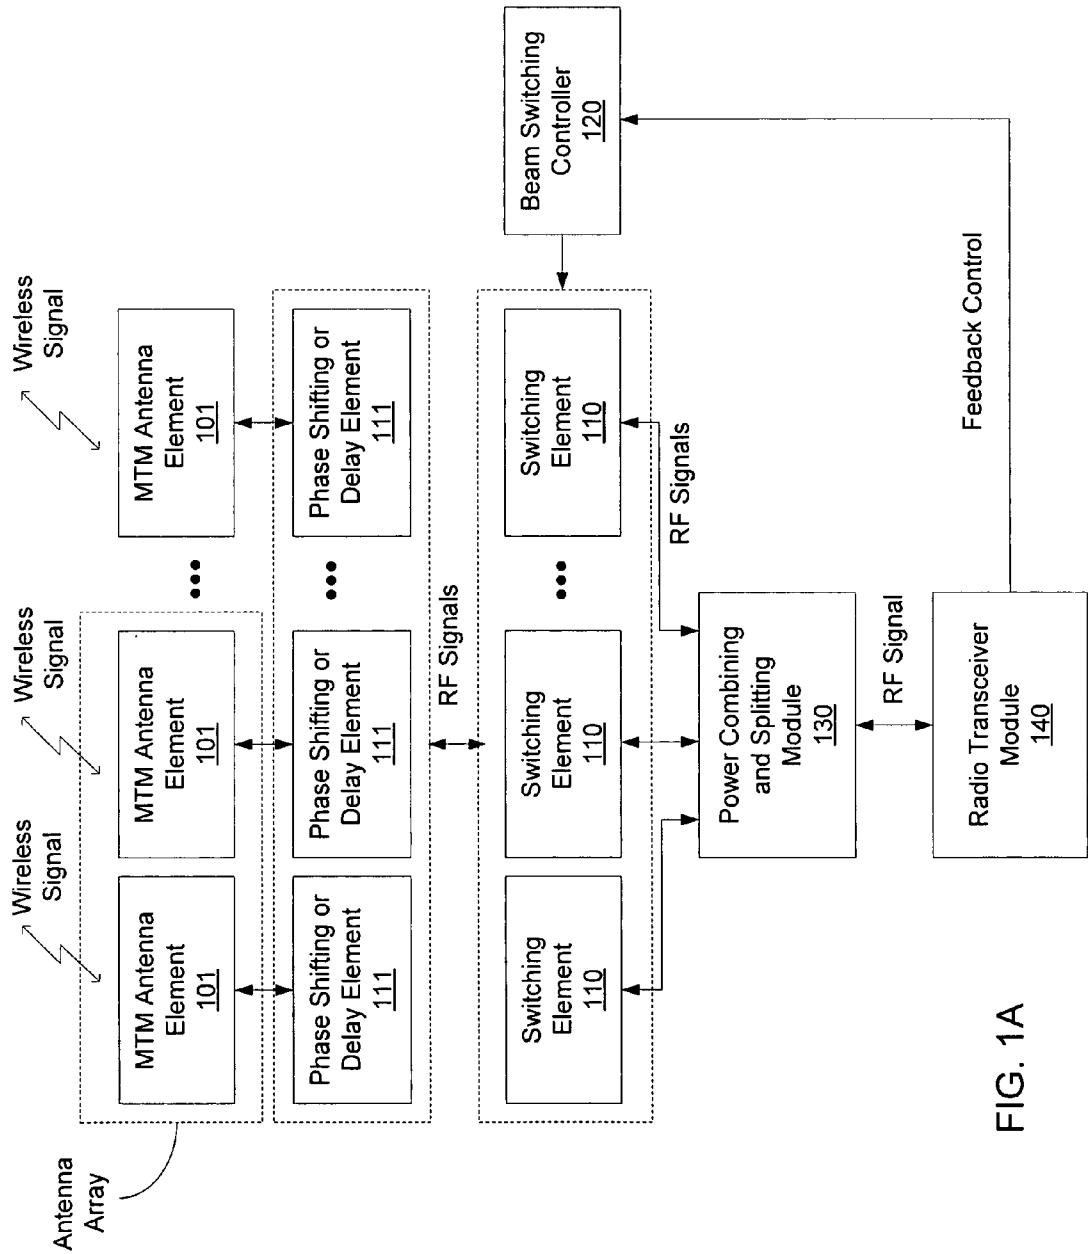 Wireless
Signal
Wireless
Signal
Wireless
Signal
Antenna
Array
MTM Antenna
Element
101
MTM Antenna
Element
101
•••
MTM Antenna
Element
101
Phase Shifting or
Delay Element
111
Phase Shifting or
Delay Element
111
•••
Phase Shifting or
Delay Element
111
RF Signals
Switching
Element
110
Switching
Element
110
•••
Switching
Element
110
Beam Switching
Controller
120
RF Signals
Power Combining
and Splitting
Module
130
RF Signal
Radio Transceiver
Module
140
Feedback Control
FIG. 1A